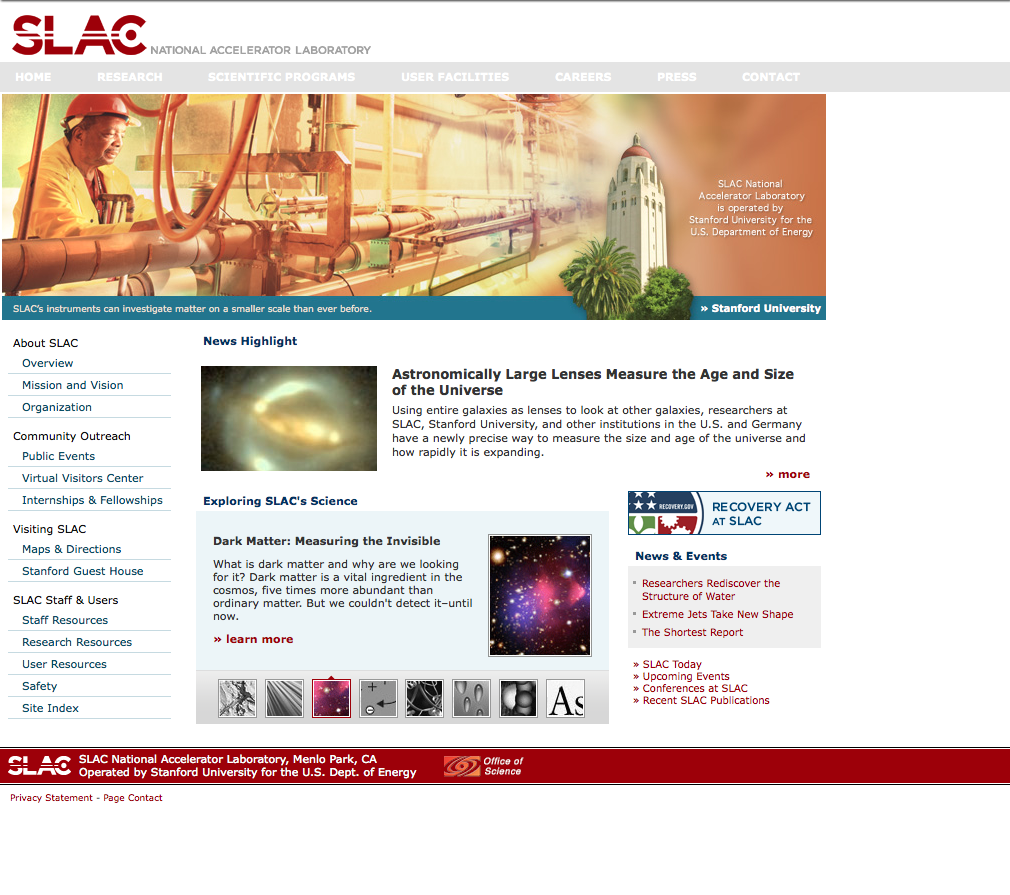 SLAC NATIONAL ACCELERATOR LABORATORY
HOME RESEARCH SCIENTIFIC PROGRAMS USER FACILITIES CAREERS PRESS CONTACT
SLAC National
Accelerator Laboratory
is operated by
Stanford University for the
U.S. Department of Energy
SLAC's instruments can investigate matter on a smaller scale than ever before.
» Stanford University
About SLAC
Overview
Mission and Vision
Organization
Community Outreach
Public Events
Virtual Visitors Center
Internships & Fellowships
Visiting SLAC
Maps & Directions
Stanford Guest House
SLAC Staff & Users
Staff Resources
Research Resources
User Resources
Safety
Site Index
News Highlight
Astronomically Large Lenses Measure the Age and Size
of the Universe
Using entire galaxies as lenses to look at other galaxies, researchers at
SLAC, Stanford University, and other institutions in the U.S. and Germany
have a newly precise way to measure the size and age of the universe and
how rapidly it is expanding.
» more
Exploring SLAC's Science
Dark Matter: Measuring the Invisible
What is dark matter and why are we looking
for it? Dark matter is a vital ingredient in the
cosmos, five times more abundant than
ordinary matter. But we couldn't detect it–until
now.
» learn more
As
RECOVERY.GOV
RECOVERY ACT
AT SLAC
News & Events
Researchers Rediscover the
Structure of Water
Extreme Jets Take New Shape
The Shortest Report
» SLAC Today
» Upcoming Events
» Conferences at SLAC
» Recent SLAC Publications
SLAC
SLAC National Accelerator Laboratory, Menlo Park, CA
Operated by Stanford University for the U.S. Dept. of Energy
Office of
Science
Privacy Statement - Page Contact